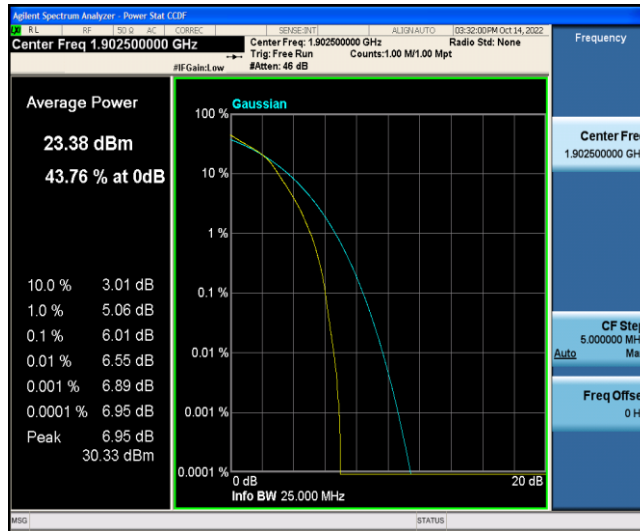 Agilent Spectrum Analyzer - Power Stat CCDF
RL RF 50 Ω AC CORREC SENSE:INT ALIGNAUTO 03:32:00PM Oct 14, 2022
Center Freq 1.902500000 GHz
Center Freq: 1.902500000 GHz Radio Std: None
Trig: Free Run Counts:1.00 M/1.00 Mpt
#IFGain:Low #Atten: 46 dB
Frequency
Average Power
23.38 dBm
43.76 % at 0dB
10.0 % 3.01 dB
1.0 % 5.06 dB
0.1 % 6.01 dB
0.01 % 6.55 dB
0.001 % 6.89 dB
0.0001 % 6.95 dB
Peak 6.95 dB
30.33 dBm
Gaussian
100 %
10 %
1 %
0.1 %
0.01 %
0.001 %
0.0001 %
0 dB 20 dB
Info BW 25.000 MHz
Center Freq
1.902500000 GH
CF Step
5.000000 MH
Auto Ma
Freq Offse
0 H
MSG STATUS